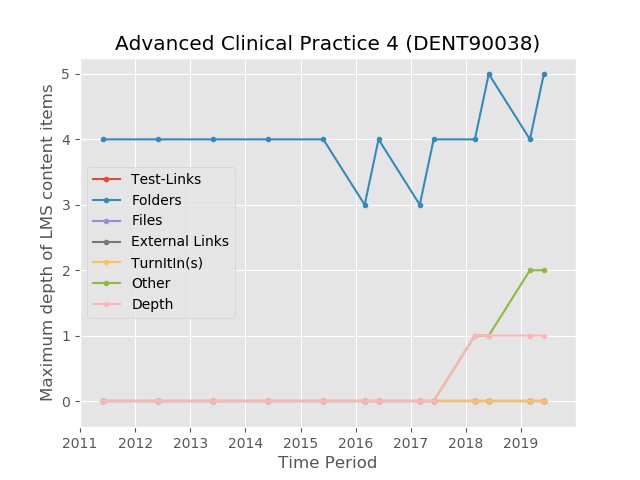 Advanced Clinical Practice 4 (DENT90038)
Maximum depth of LMS content items
5
4
3
2
1
0
Test-Links
Folders
Files
External Links
TurnItIn(s)
Other
Depth
2011 2012 2013 2014 2015 2016 2017 2018 2019
Time Period